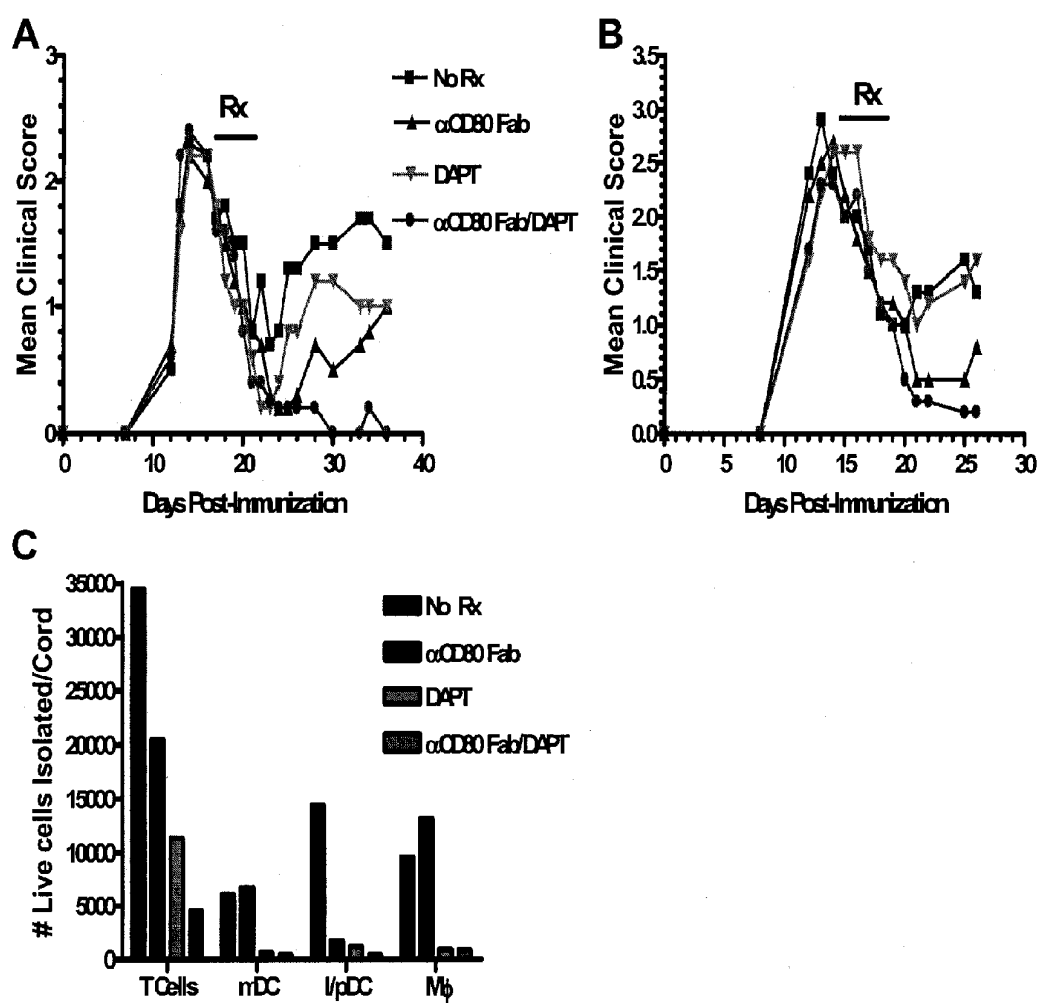 A
3
2
1
0
Mean Clinical Score
Rx
0 10 20 30 40
Days Post-Immunization
No Rx
αCD80 Fab
DAPT
αCD80 Fab/DAPT
B
3.5
3.0
2.5
2.0
1.5
1.0
0.5
0.0
Mean Clinical Score
Rx
0 5 10 15 20 25 30
Days Post-Immunization
C
35000
30000
25000
20000
15000
10000
5000
0
# Live cells Isolated/Cord
No Rx
αCD80 Fab
DAPT
αCD80 Fab/DAPT
T Cells mDC I/pDC Mϕ